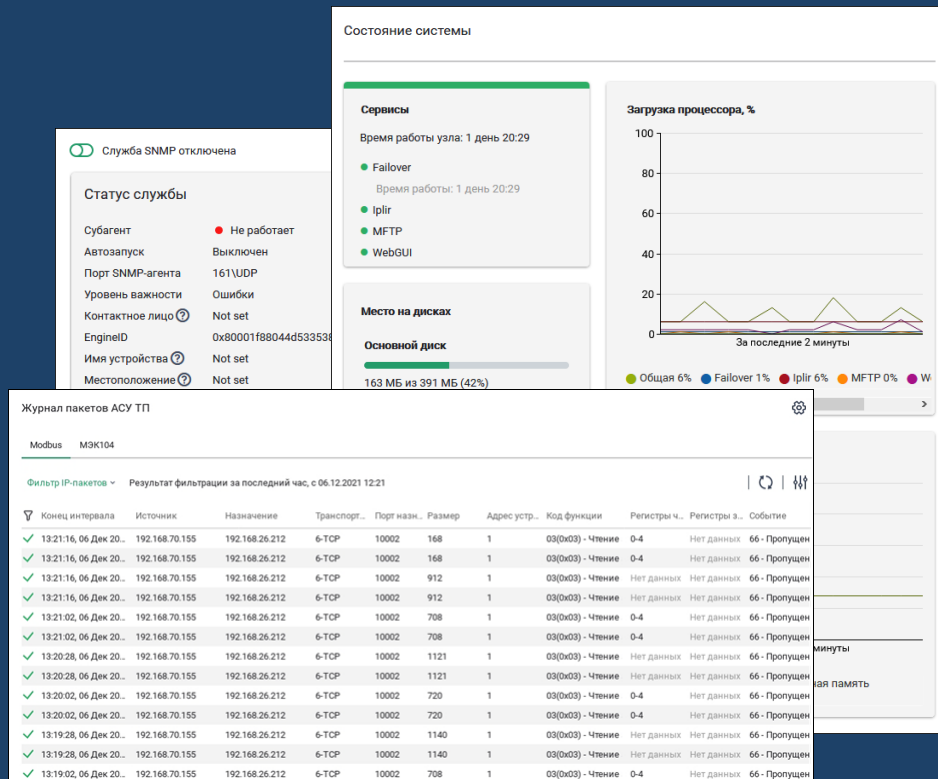 Состояние системы
Сервисы
Время работы узла: 1 день 20:29
Failover
Время работы: 1 день 20:29
Iplir
MFTP
WebGUI
Место на дисках
Основной диск
163 МБ из 391 МБ (42%)
Загрузка процессора, %
100
80
60
40
20
0
За последние 2 минуты
Общая 6% Failover 1% Iplir 6% MFTP 0%
Служба SNMP отключена
Статус службы
Субагент Не работает
Автозапуск Выключен
Порт SNMP-агента 161\UDP
Уровень важности Ошибки
Контактное лицо ? Not set
EngineID 0x80001f88044d533538
Имя устройства ? Not set
Местоположение ? Not set
Журнал пакетов АСУ ТП
Modbus МЭК104
Фильтр IP-пакетов Результат фильтрации за последний час, с 06.12.2021 12:21
Конец интервала Источник Назначение Транспорт... Порт назн... Размер Адрес устр... Код функции Регистры ч... Регистры з... Событие
13:21:16, 06 Дек 20... 192.168.70.155 192.168.26.212 6-TCP 10002 168 1 03(0x03) - Чтение 0-4 Нет данных 66 - Пропущен
13:21:16, 06 Дек 20... 192.168.70.155 192.168.26.212 6-TCP 10002 168 1 03(0x03) - Чтение 0-4 Нет данных 66 - Пропущен
13:21:16, 06 Дек 20... 192.168.70.155 192.168.26.212 6-TCP 10002 912 1 03(0x03) - Чтение Нет данных Нет данных 66 - Пропущен
13:21:16, 06 Дек 20... 192.168.70.155 192.168.26.212 6-TCP 10002 912 1 03(0x03) - Чтение Нет данных Нет данных 66 - Пропущен
13:21:02, 06 Дек 20... 192.168.70.155 192.168.26.212 6-TCP 10002 708 1 03(0x03) - Чтение 0-4 Нет данных 66 - Пропущен
13:21:02, 06 Дек 20... 192.168.70.155 192.168.26.212 6-TCP 10002 708 1 03(0x03) - Чтение 0-4 Нет данных 66 - Пропущен
13:20:28, 06 Дек 20... 192.168.70.155 192.168.26.212 6-TCP 10002 1121 1 03(0x03) - Чтение Нет данных Нет данных 66 - Пропущен
13:20:28, 06 Дек 20... 192.168.70.155 192.168.26.212 6-TCP 10002 1121 1 03(0x03) - Чтение Нет данных Нет данных 66 - Пропущен
13:20:02, 06 Дек 20... 192.168.70.155 192.168.26.212 6-TCP 10002 720 1 03(0x03) - Чтение 0-4 Нет данных 66 - Пропущен
13:20:02, 06 Дек 20... 192.168.70.155 192.168.26.212 6-TCP 10002 720 1 03(0x03) - Чтение 0-4 Нет данных 66 - Пропущен
13:19:28, 06 Дек 20... 192.168.70.155 192.168.26.212 6-TCP 10002 1140 1 03(0x03) - Чтение Нет данных Нет данных 66 - Пропущен
13:19:28, 06 Дек 20... 192.168.70.155 192.168.26.212 6-TCP 10002 1140 1 03(0x03) - Чтение Нет данных Нет данных 66 - Пропущен
13:19:02, 06 Дек 20... 192.168.70.155 192.168.26.212 6-TCP 10002 708 1 03(0x03) - Чтение 0-4 Нет данных 66 - Пропущен
минуты
память